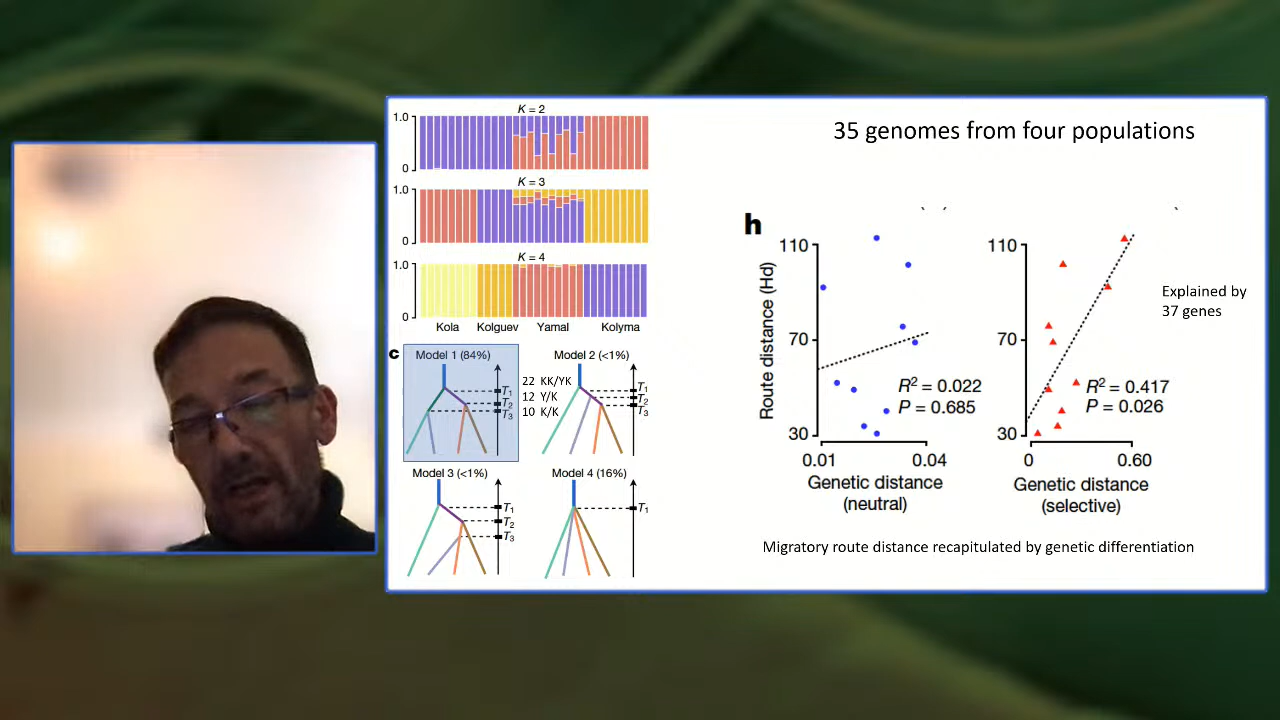 35 genomes from four populations
K = 2
1.0
0
K = 3
1.0
0
K = 4
1.0
0
Kola Kolguev Yamal Kolyma
c
Model 1 (84%)
T1
T2
T3
22 KK/YK
12 Y/K
10 K/K
Model 2 (<1%)
T1
T2
T3
Model 3 (<1%)
T1
T2
T3
Model 4 (16%)
T1
h
Route distance (Hd)
110
70
30
R² = 0.022
P = 0.685
0.01 0.04
Genetic distance
(neutral)
110
70
30
R² = 0.417
P = 0.026
0 0.60
Genetic distance
(selective)
Explained by
37 genes
Migratory route distance recapitulated by genetic differentiation